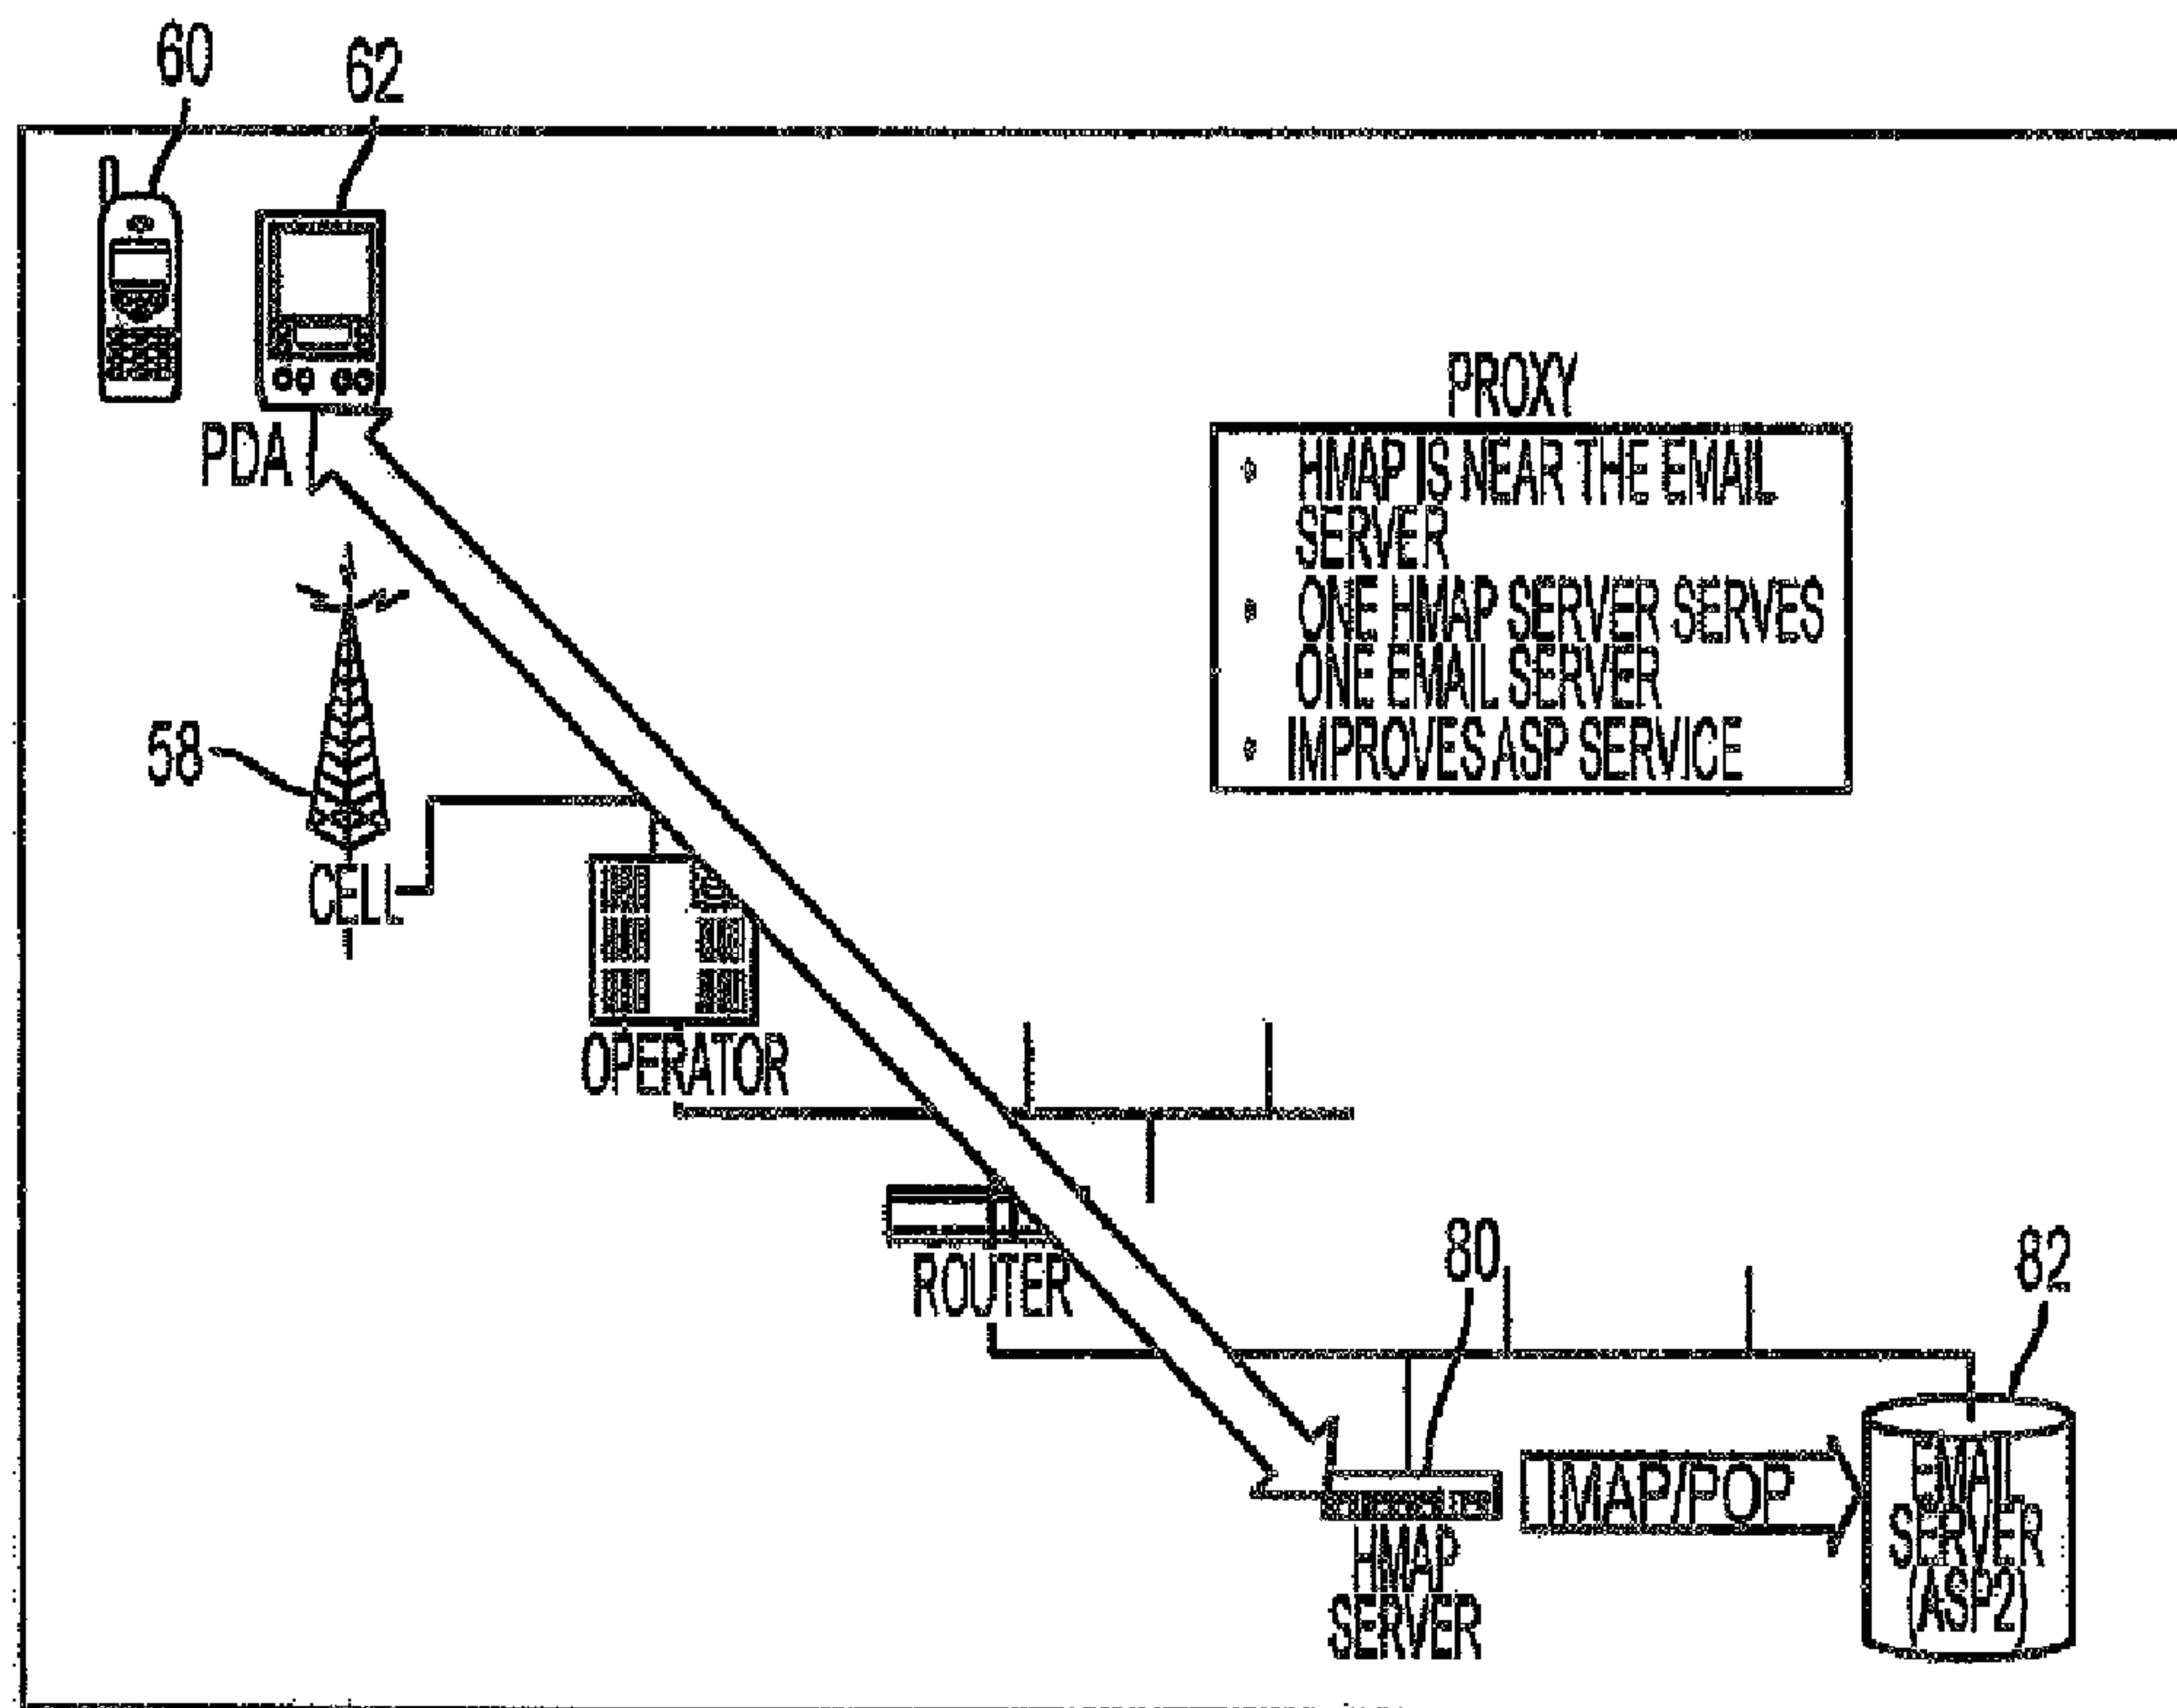 60
62
PDA
PROXY
HMAP IS NEAR THE EMAIL
SERVER
ONE HMAP SERVER SERVES
ONE EMAIL SERVER
IMPROVES ASP SERVICE
58
CELL
OPERATOR
ROUTER
80
82
IMAP/POP
HMAP
SERVER
EMAIL
SERVER
(ASP2)